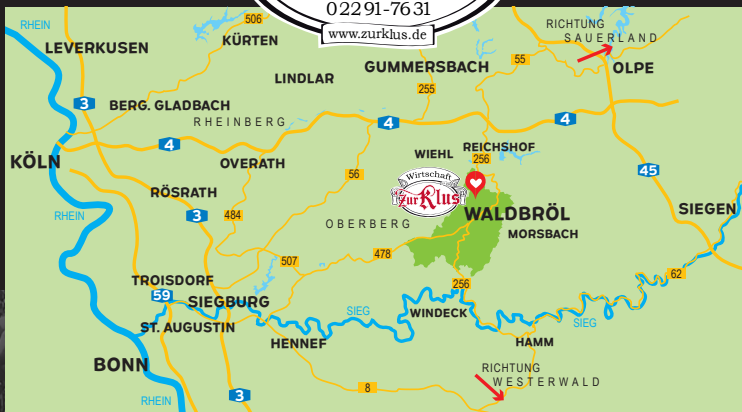 02291-7631
www.zurklus.de
506
RHEIN
KÜRTEN
LEVERKUSEN
RICHTUNG
SAUERLAND
55
GUMMERSBACH
OLPE
LINDLAR
255
3
BERG. GLADBACH
RHEINBERG
4
4
4
WIEHL
REICHSHOF
256
KÖLN
OVERATH
56
45
Wirtschaft
Zur Klus
RÖSRATH
WALDBRÖL
SIEGEN
RHEIN
3
484
OBERBERG
MORSBACH
478
507
62
TROISDORF
256
59
SIEGBURG
SIEG
WINDECK
SIEG
ST. AUGUSTIN
HENNEF
HAMM
BONN
RICHTUNG
WESTERWALD
8
3
RHEIN